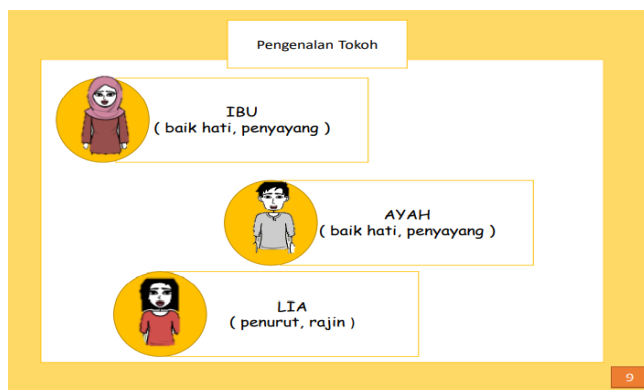 Pengenalan Tokoh
IBU
( baik hati, penyayang )
AYAH
( baik hati, penyayang )
LIA
( penurut, rajin )
9